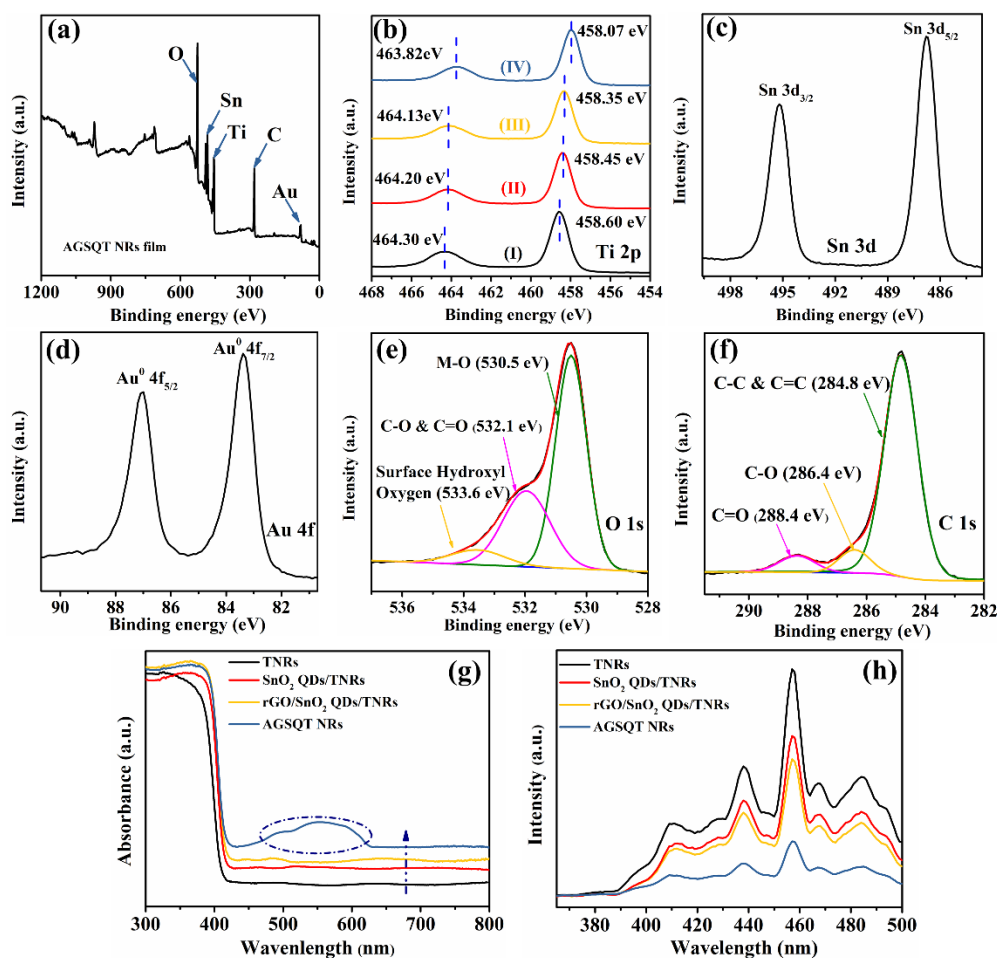 (a)
O
Sn
Ti
C
Au
AGSQT NRs film
Intensity (a.u.)
1200 900 600 300 0
Binding energy (eV)
(b)
463.82eV
458.07 eV
(IV)
464.13eV
458.35 eV
(III)
464.20 eV
458.45 eV
(II)
464.30 eV
458.60 eV
(I)
Ti 2p
Intensity (a.u.)
468 466 464 462 460 458 456 454
Binding energy (eV)
(c)
Sn 3d5/2
Sn 3d3/2
Sn 3d
Intensity (a.u.)
498 495 492 489 486
Binding energy (eV)
(d)
Au⁰ 4f7/2
Au⁰ 4f5/2
Au 4f
Intensity (a.u.)
90 88 86 84 82
Binding energy (eV)
(e)
M-O (530.5 eV)
C-O & C=O (532.1 eV)
Surface Hydroxyl
Oxygen (533.6 eV)
O 1s
Intensity (a.u.)
536 534 532 530 528
Binding energy (eV)
(f)
C-C & C=C (284.8 eV)
C-O (286.4 eV)
C=O (288.4 eV)
C 1s
Intensity (a.u.)
290 288 286 284 282
Binding energy (eV)
(g)
TNRs
SnO2 QDs/TNRs
rGO/SnO2 QDs/TNRs
AGSQT NRs
Absorbance (a.u.)
300 400 500 600 700 800
Wavelength (nm)
(h)
TNRs
SnO2 QDs/TNRs
rGO/SnO2 QDs/TNRs
AGSQT NRs
Intensity (a.u.)
380 400 420 440 460 480 500
Wavelength (nm)